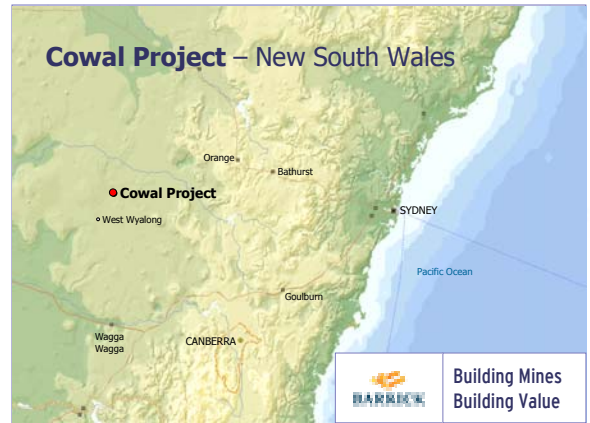 Cowal Project – New South Wales
Orange
Bathurst
Cowal Project
West Wyalong
SYDNEY
Pacific Ocean
Goulburn
Wagga
Wagga
CANBERRA
BARRICK
Building Mines
Building Value